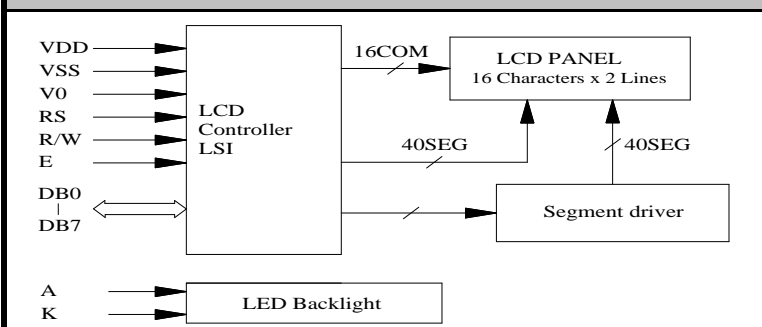 VDD
VSS
V0
RS
R/W
E
DB0
DB7
LCD
Controller
LSI
16COM
LCD PANEL
16 Characters x 2 Lines
40SEG
40SEG
Segment driver
A
K
LED Backlight